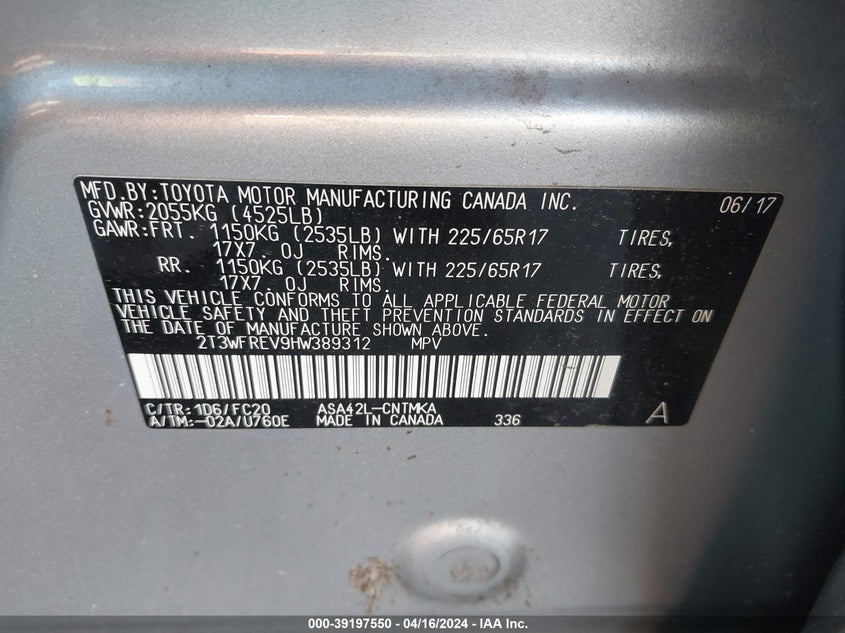 MFD.BY:TOYOTA MOTOR MANUFACTURING CANADA INC. 06/17
GVWR:2055KG (4525LB)
GAWR:FRT. 1150KG (2535LB) WITH 225/65R17 TIRES,
17X7.0J RIMS.
RR. 1150KG (2535LB) WITH 225/65R17 TIRES,
17X7.0J RIMS.
THIS VEHICLE CONFORMS TO ALL APPLICABLE FEDERAL MOTOR
VEHICLE SAFETY AND THEFT PREVENTION STANDARDS IN EFFECT ON
THE DATE OF MANUFACTURE SHOWN ABOVE.
2T3WFREV9HW389312 MPV
C/TR:1D6/FC20 ASA42L-CNTMKA
A/TM:-02A/U760E MADE IN CANADA 336 A
000-39197550 - 04/16/2024 - IAA Inc.